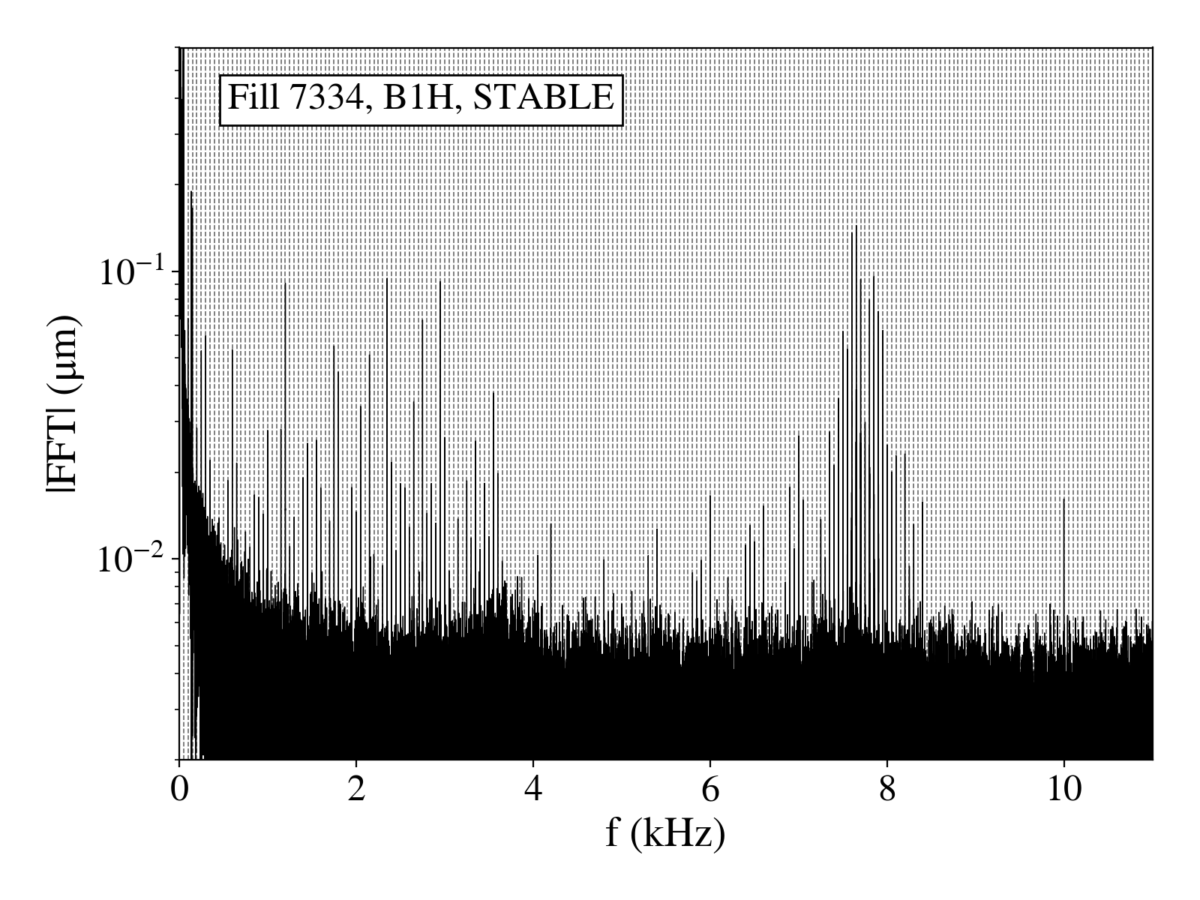 Fill 7334, B1H, STABLE
|FFT| (μm)
10⁻¹
10⁻²
0 2 4 6 8 10
f (kHz)